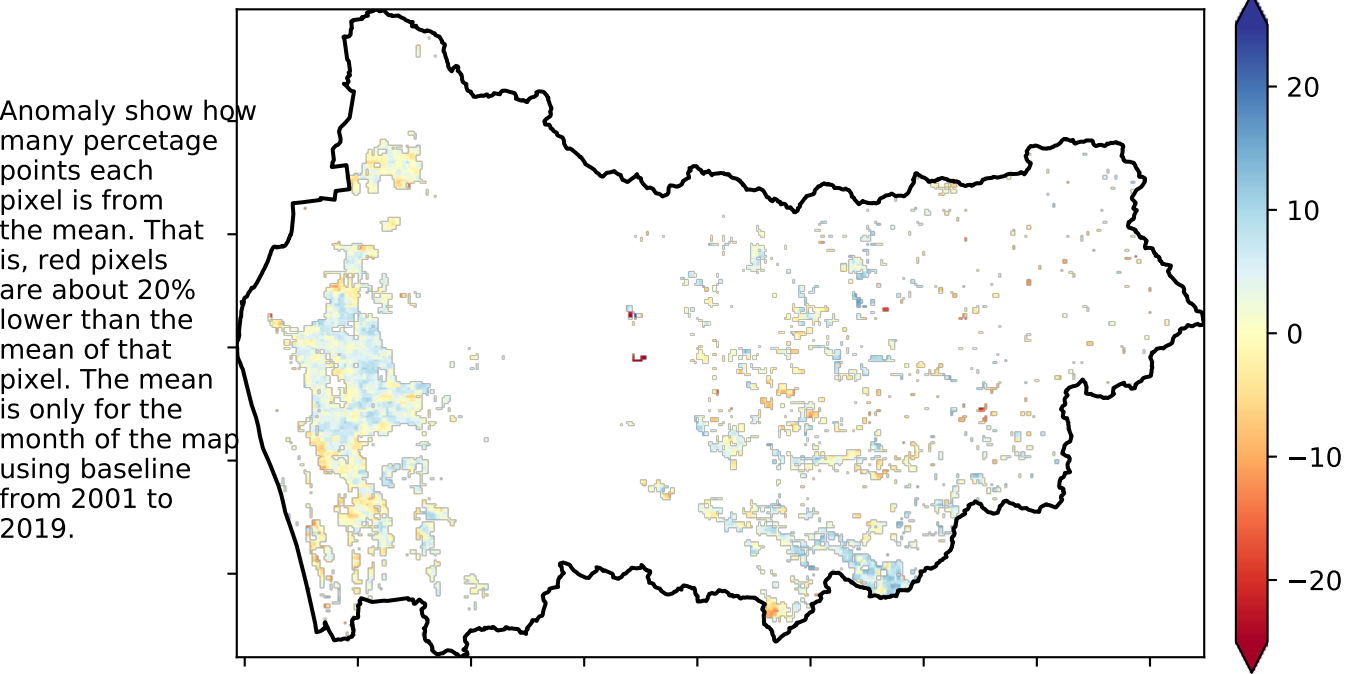 Anomaly show how
many percetage
points each
pixel is from
the mean. That
is, red pixels
are about 20%
lower than the
mean of that
pixel. The mean
is only for the
month of the map
using baseline
from 2001 to
2019.
20
10
0
−10
−20